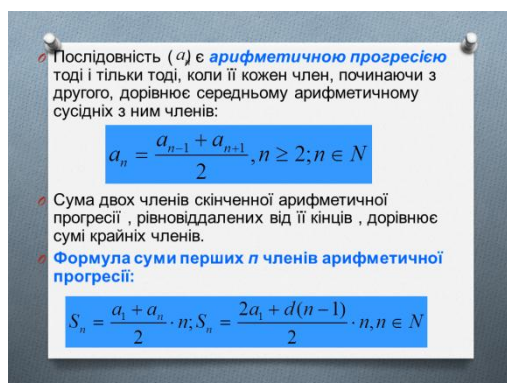 Послідовність (aₙ) є арифметичною прогресією
тоді і тільки тоді, коли її кожен член, починаючи з
другого, дорівнює середньому арифметичному
сусідніх з ним членів:
aₙ = (aₙ₋₁ + aₙ₊₁)/2, n ≥ 2; n ∈ N
Сума двох членів скінченної арифметичної
прогресії , рівновіддалених від її кінців , дорівнює
сумі крайніх членів.
Формула суми перших n членів арифметичної
прогресії:
Sₙ = (a₁ + aₙ)/2 · n; Sₙ = (2a₁ + d(n − 1))/2 · n, n ∈ N